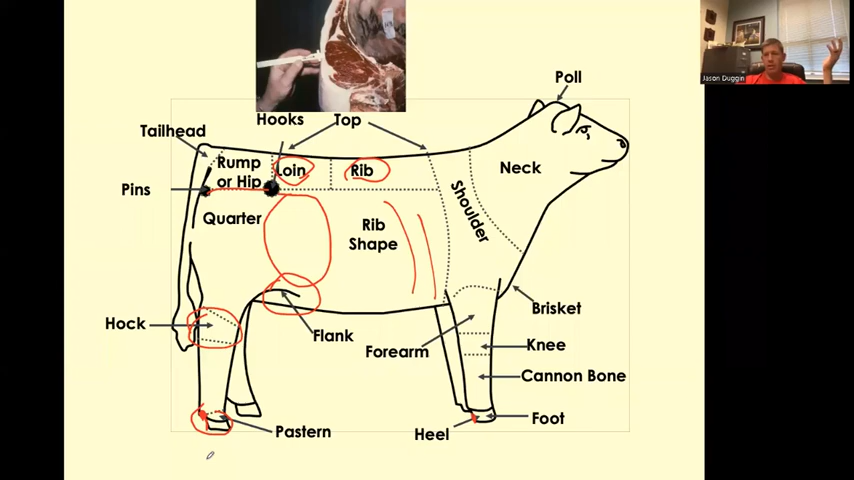 Poll
Jason Duggin
Hooks
Top
Tailhead
Rump
or Hip
Loin
Rib
Neck
Pins
Quarter
Rib
Shape
Shoulder
Brisket
Hock
Flank
Forearm
Knee
Cannon Bone
Foot
Heel
Pastern